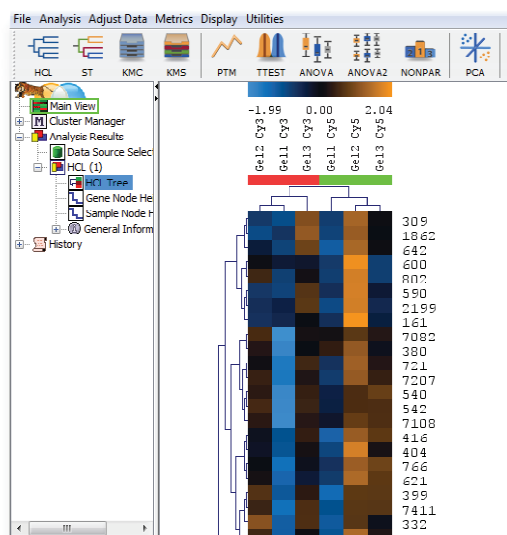 File Analysis Adjust Data Metrics Display Utilities
HCL ST KMC KMS PTM TTEST ANOVA ANOVA2 NONPAR PCA
Main View
Cluster Manager
Analysis Results
Data Source Select
HCL (1)
HCL Tree
Gene Node He
Sample Node H
General Inform
History
-1.99 0.00 2.04
Gel2 Cy3
Gel1 Cy3
Gel3 Cy3
Gel1 Cy5
Gel2 Cy5
Gel3 Cy5
309
1862
642
600
802
590
2199
161
7082
380
721
7207
540
542
7108
416
404
766
621
399
7411
332